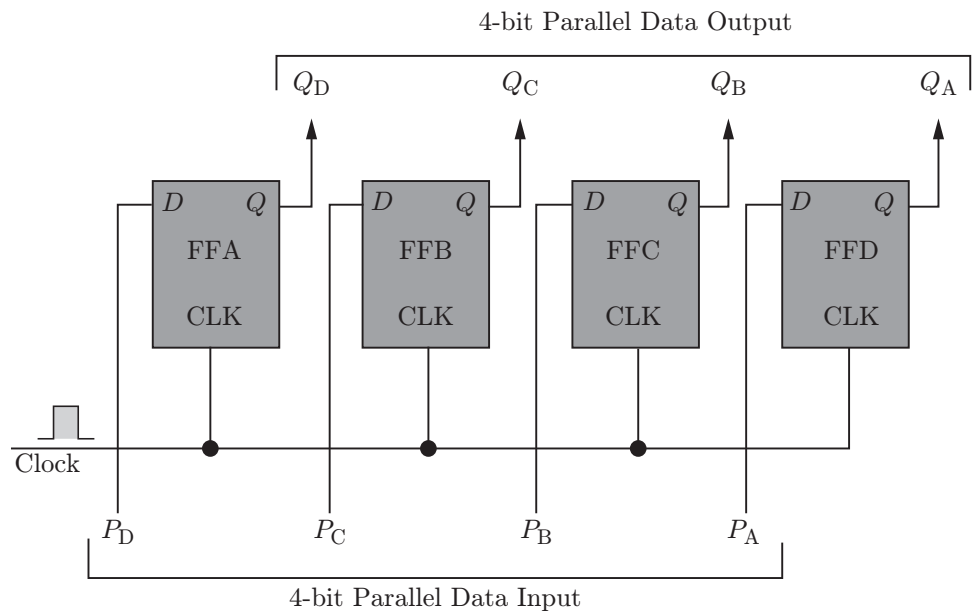 4-bit Parallel Data Output
Q_D Q_C Q_B Q_A
D Q D Q D Q D Q
FFA FFB FFC FFD
CLK CLK CLK CLK
Clock
P_D P_C P_B P_A
4-bit Parallel Data Input